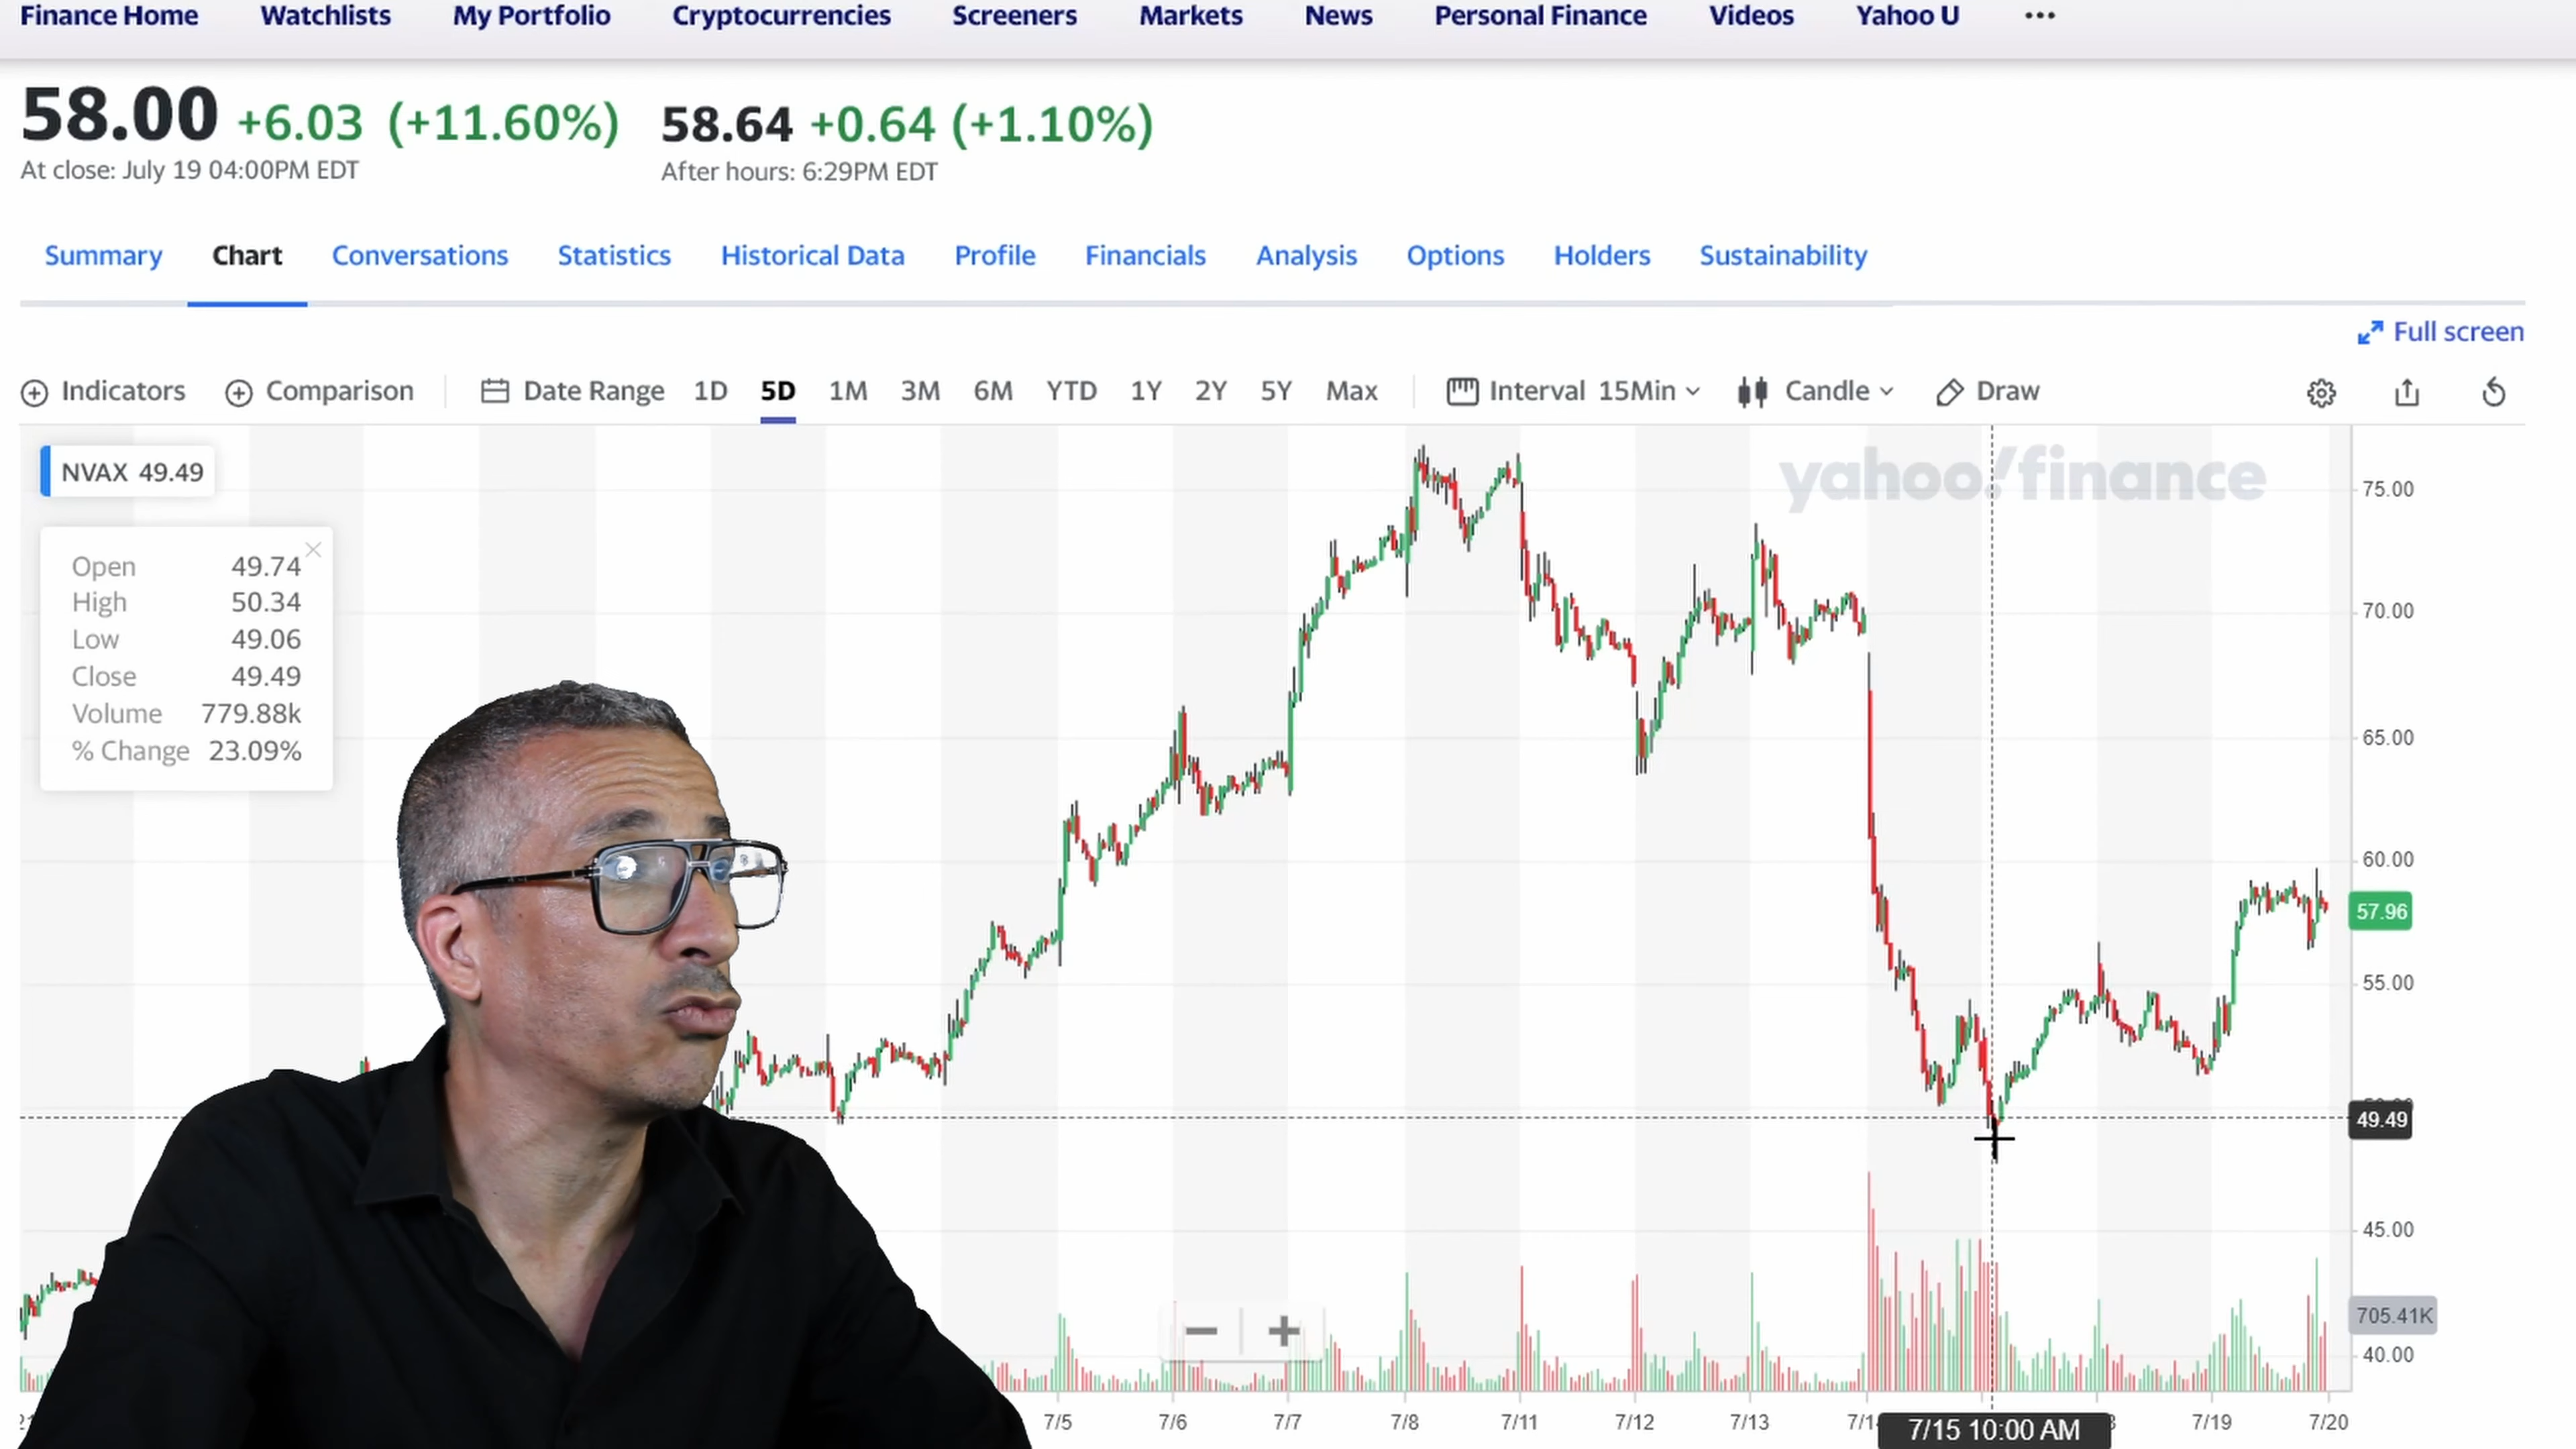 Finance Home Watchlists My Portfolio Cryptocurrencies Screeners Markets News Personal Finance Videos Yahoo U ...
58.00 +6.03 (+11.60%) 58.64 +0.64 (+1.10%)
At close: July 19 04:00PM EDT After hours: 6:29PM EDT
Summary Chart Conversations Statistics Historical Data Profile Financials Analysis Options Holders Sustainability
Full screen
Indicators Comparison Date Range 1D 5D 1M 3M 6M YTD 1Y 2Y 5Y Max Interval 15Min Candle Draw
NVAX 49.49
yahoo!finance
Open 49.74
High 50.34
Low 49.06
Close 49.49
Volume 779.88k
% Change 23.09%
75.00
70.00
65.00
60.00
57.96
55.00
49.49
45.00
705.41K
40.00
7/5 7/6 7/7 7/8 7/11 7/12 7/13 7/15 10:00 AM 7/19 7/20